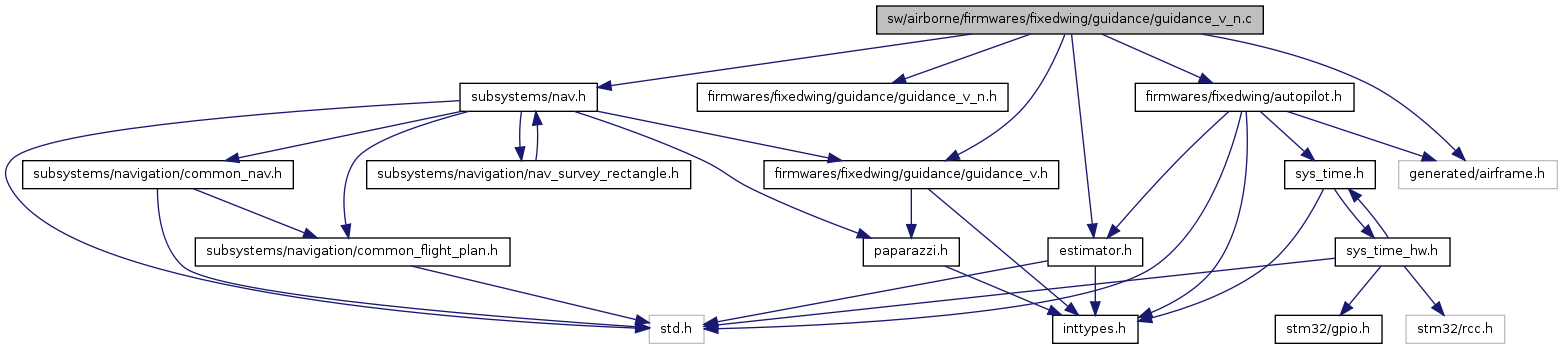 sw/airborne/firmwares/fixedwing/guidance/guidance_v_n.c
subsystems/nav.h
firmwares/fixedwing/guidance/guidance_v_n.h
firmwares/fixedwing/autopilot.h
subsystems/navigation/common_nav.h
subsystems/navigation/nav_survey_rectangle.h
firmwares/fixedwing/guidance/guidance_v.h
sys_time.h
generated/airframe.h
subsystems/navigation/common_flight_plan.h
paparazzi.h
estimator.h
sys_time_hw.h
std.h
inttypes.h
stm32/gpio.h
stm32/rcc.h